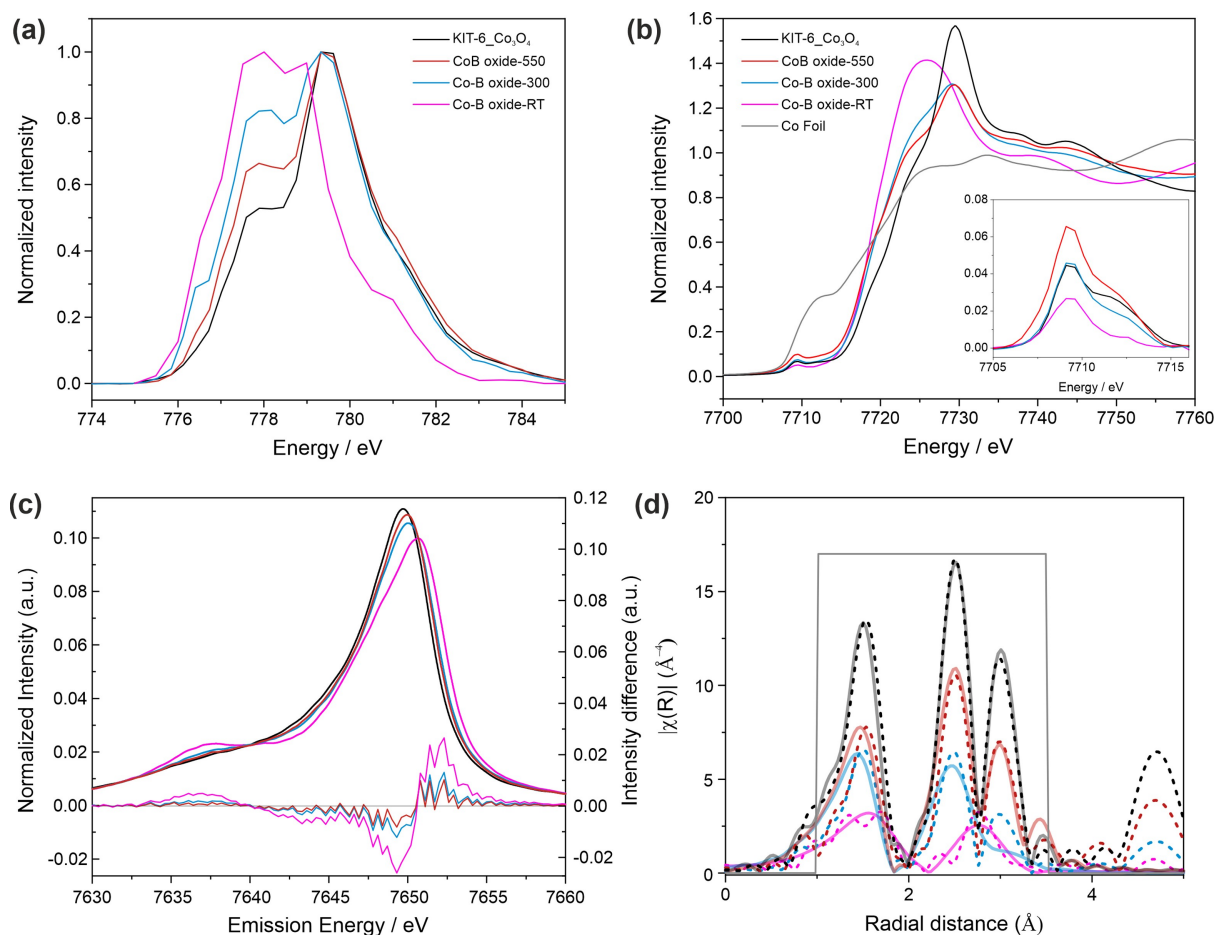 (a)
Normalized intensity
1.0
0.8
0.6
0.4
0.2
0.0
KIT-6_Co₃O₄
CoB oxide-550
Co-B oxide-300
Co-B oxide-RT
774 776 778 780 782 784
Energy / eV
(b)
Normalized intensity
1.6
1.4
1.2
1.0
0.8
0.6
0.4
0.2
0.0
KIT-6_Co₃O₄
CoB oxide-550
Co-B oxide-300
Co-B oxide-RT
Co Foil
0.08
0.06
0.04
0.02
0.00
7705 7710 7715
Energy / eV
7700 7710 7720 7730 7740 7750 7760
Energy / eV
(c)
Normalized Intensity (a.u.)
0.10
0.08
0.06
0.04
0.02
0.00
-0.02
0.12
0.10
0.08
0.06
0.04
0.02
0.00
-0.02
Intensity difference (a.u.)
7630 7635 7640 7645 7650 7655 7660
Emission Energy / eV
(d)
|χ(R)| (Å⁻⁴)
20
15
10
5
0
0 2 4
Radial distance (Å)